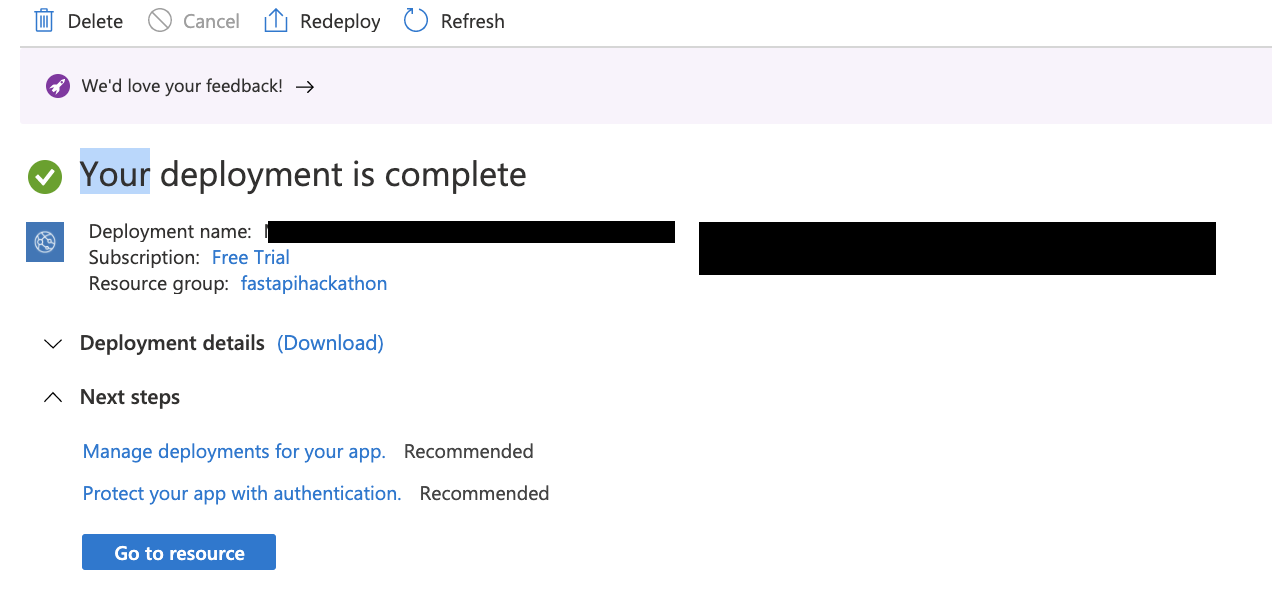 Delete Cancel Redeploy Refresh
We'd love your feedback! →
Your deployment is complete
Deployment name:
Subscription: Free Trial
Resource group: fastapihackathon
Deployment details (Download)
Next steps
Manage deployments for your app. Recommended
Protect your app with authentication. Recommended
Go to resource